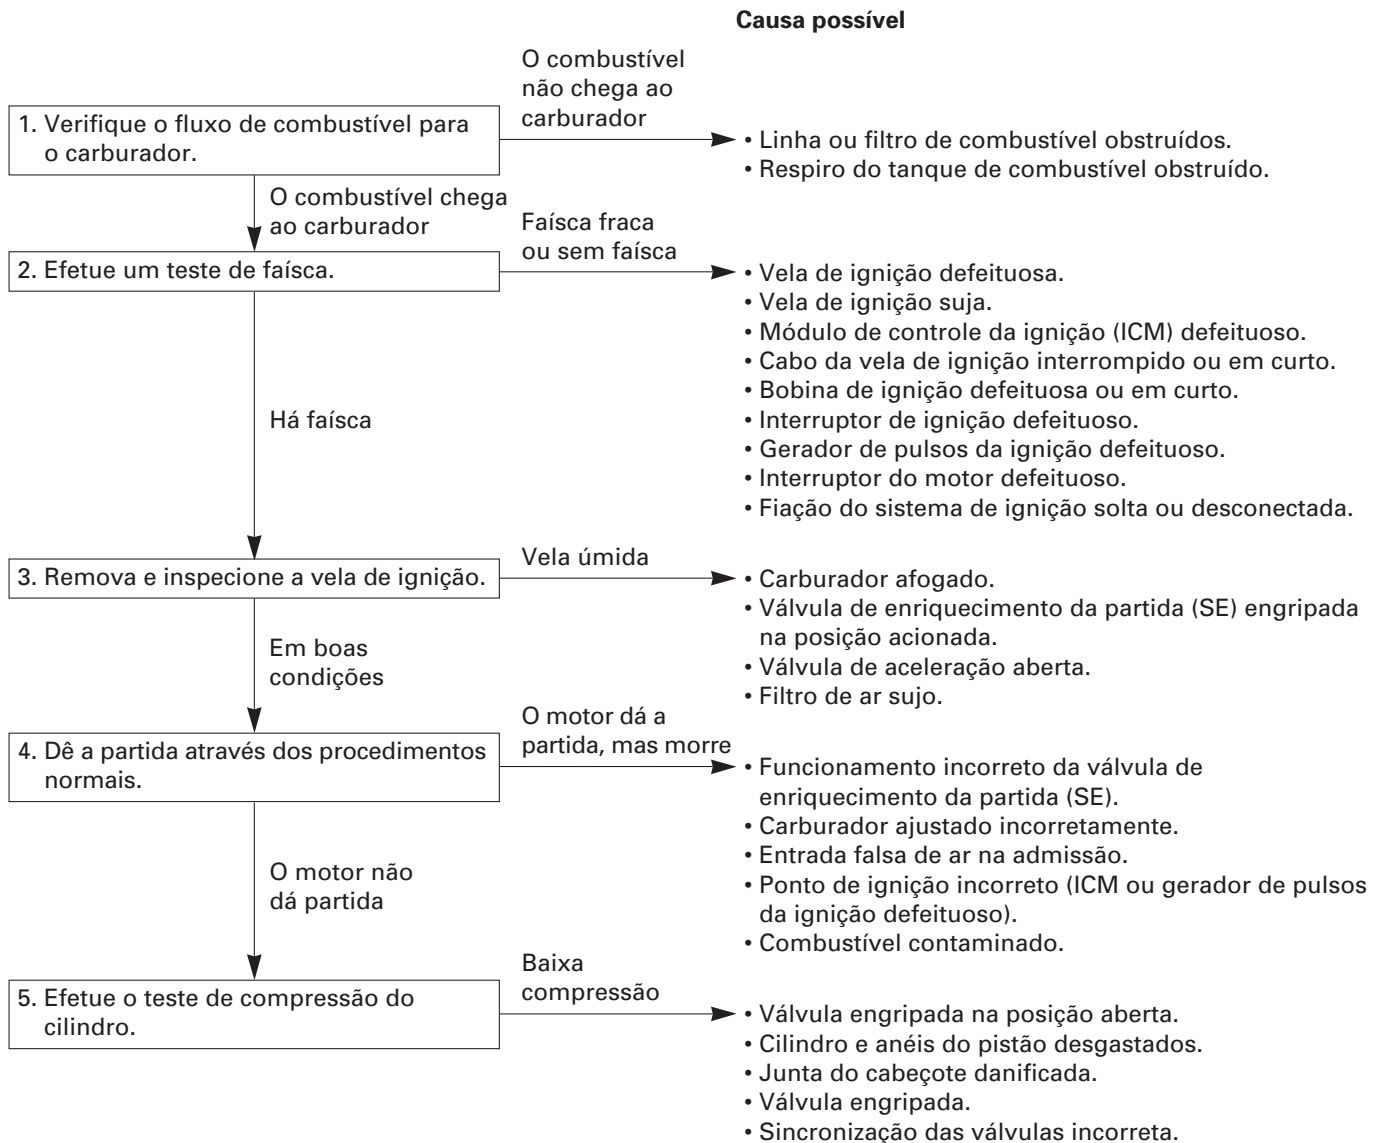 Causa possível
O combustível
não chega ao
carburador
1. Verifique o fluxo de combustível para
o carburador.
• Linha ou filtro de combustível obstruídos.
• Respiro do tanque de combustível obstruído.
O combustível chega
ao carburador
Faísca fraca
ou sem faísca
2. Efetue um teste de faísca.
• Vela de ignição defeituosa.
• Vela de ignição suja.
• Módulo de controle da ignição (ICM) defeituoso.
• Cabo da vela de ignição interrompido ou em curto.
• Bobina de ignição defeituosa ou em curto.
• Interruptor de ignição defeituoso.
• Gerador de pulsos da ignição defeituoso.
• Interruptor do motor defeituoso.
• Fiação do sistema de ignição solta ou desconectada.
Há faísca
Vela úmida
3. Remova e inspecione a vela de ignição.
• Carburador afogado.
• Válvula de enriquecimento da partida (SE) engripada
na posição acionada.
• Válvula de aceleração aberta.
• Filtro de ar sujo.
Em boas
condições
O motor dá a
partida, mas morre
4. Dê a partida através dos procedimentos
normais.
• Funcionamento incorreto da válvula de
enriquecimento da partida (SE).
• Carburador ajustado incorretamente.
• Entrada falsa de ar na admissão.
• Ponto de ignição incorreto (ICM ou gerador de pulsos
da ignição defeituoso).
• Combustível contaminado.
O motor não
dá partida
Baixa
compressão
5. Efetue o teste de compressão do
cilindro.
• Válvula engripada na posição aberta.
• Cilindro e anéis do pistão desgastados.
• Junta do cabeçote danificada.
• Válvula engripada.
• Sincronização das válvulas incorreta.